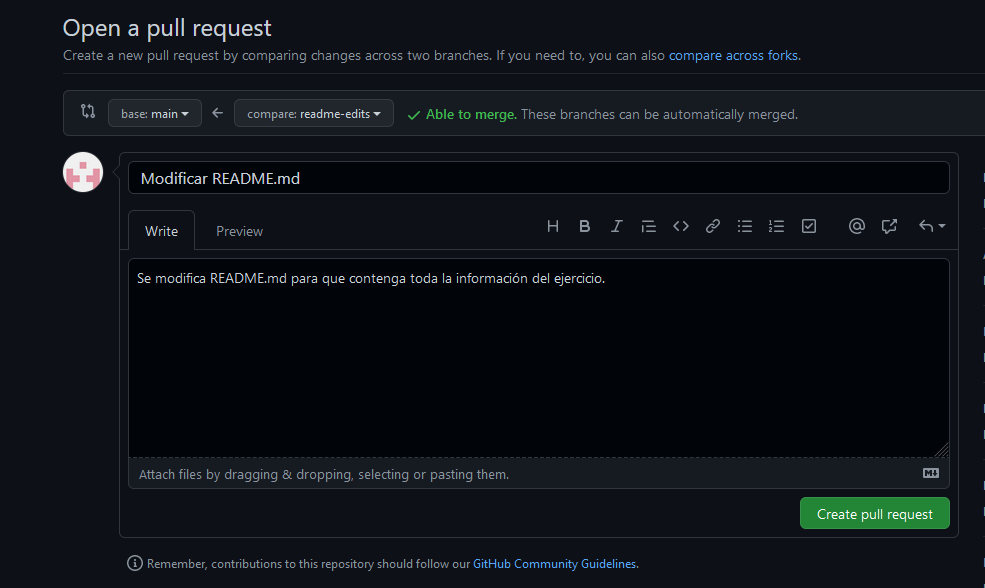 Open a pull request
Create a new pull request by comparing changes across two branches. If you need to, you can also compare across forks.
base: main
compare: readme-edits
Able to merge. These branches can be automatically merged.
Modificar README.md
Write
Preview
Se modifica README.md para que contenga toda la información del ejercicio.
Attach files by dragging & dropping, selecting or pasting them.
Create pull request
Remember, contributions to this repository should follow our GitHub Community Guidelines.